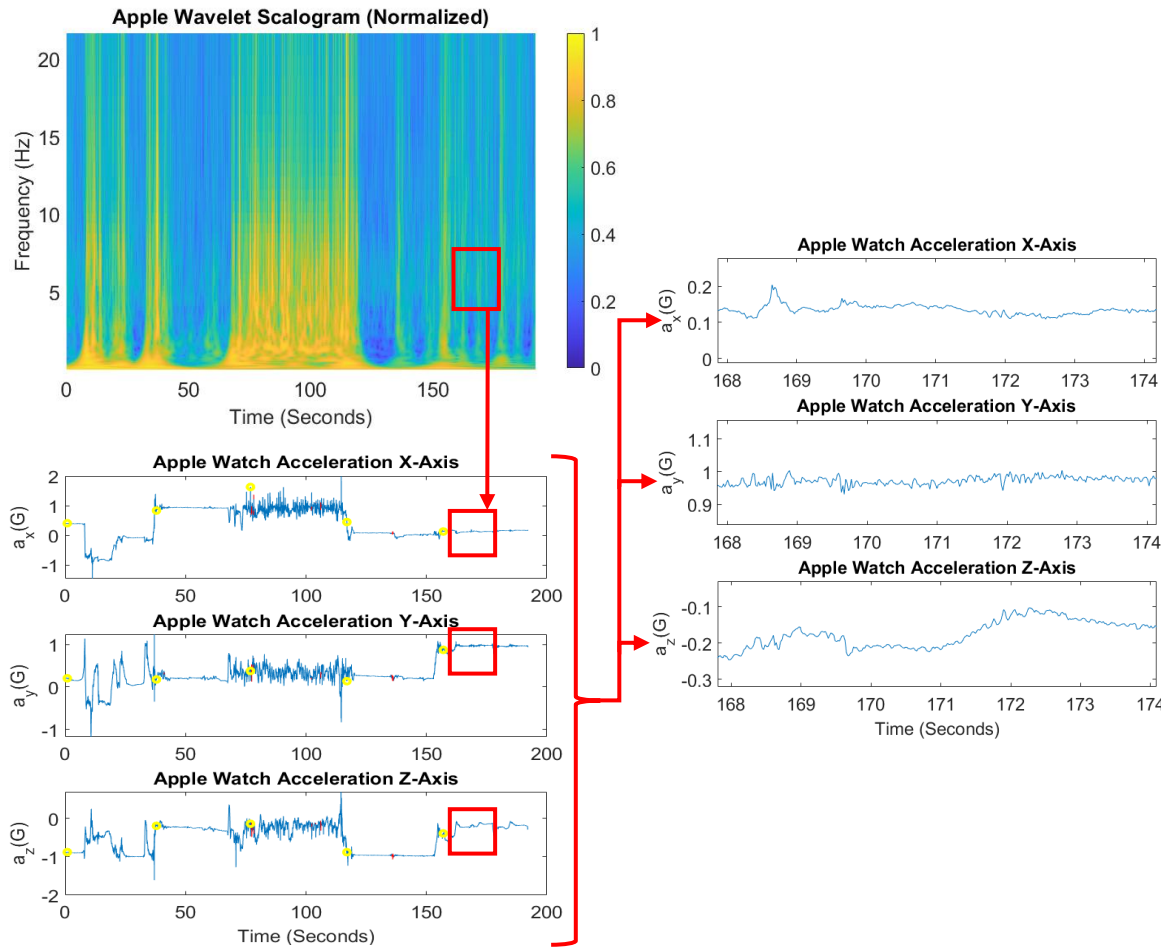 Apple Wavelet Scalogram (Normalized)
Frequency (Hz)
20
15
10
5
0 50 100 150
Time (Seconds)
1
0.8
0.6
0.4
0.2
0
Apple Watch Acceleration X-Axis
a_x(G)
2
1
0
-1
0 50 100 150 200
Apple Watch Acceleration Y-Axis
a_y(G)
1
0
-1
0 50 100 150 200
Apple Watch Acceleration Z-Axis
a_z(G)
0
-1
-2
0 50 100 150 200
Time (Seconds)
Apple Watch Acceleration X-Axis
a_x(G)
0.2
0.1
0
168 169 170 171 172 173 174
Apple Watch Acceleration Y-Axis
a_y(G)
1.1
1
0.9
168 169 170 171 172 173 174
Apple Watch Acceleration Z-Axis
a_z(G)
-0.1
-0.2
-0.3
168 169 170 171 172 173 174
Time (Seconds)